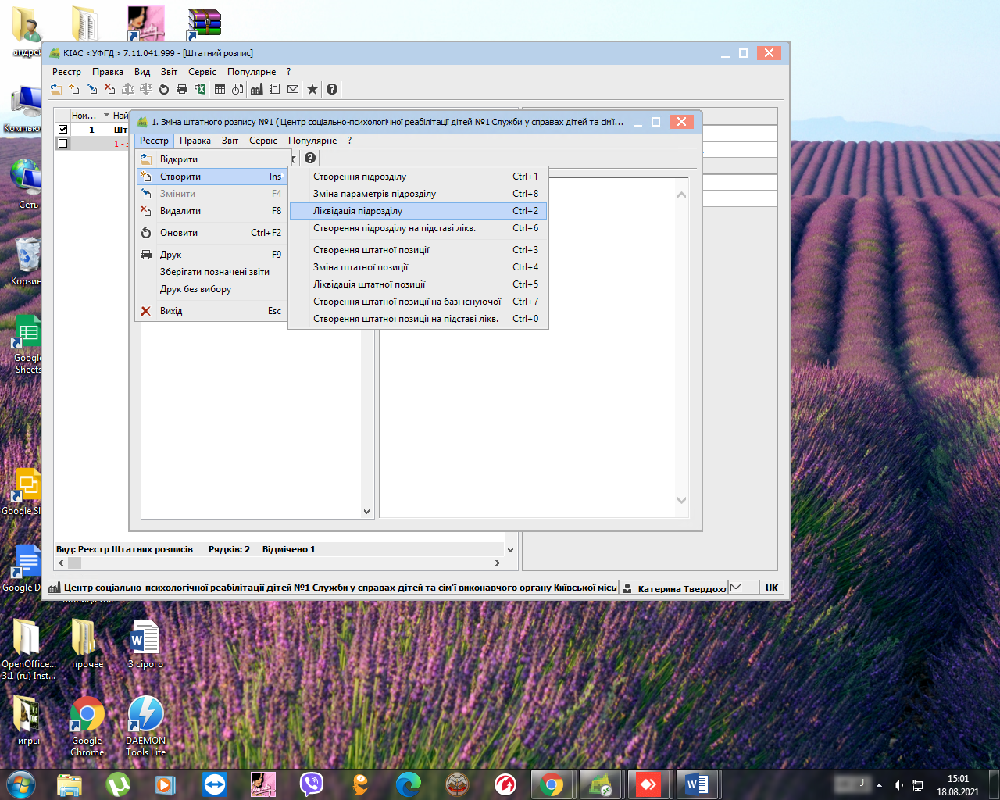 андрей
КІАС <УФГД> 7.11.041.999 - [Штатний розпис]
Реєстр Правка Вид Звіт Сервіс Популярне ?
Ном... Най
1 Шт
1 -
1. Зміна штатного розпису №1 ( Центр соціально-психологічної реабілітації дітей №1 Служби у справах дітей та сім'ї...
Реєстр Правка Звіт Сервіс Популярне ?
Відкрити
Створити Ins
Змінити F4
Видалити F8
Оновити Ctrl+F2
Друк F9
Зберігати позначені звіти
Друк без вибору
Вихід Esc
Створення підрозділу Ctrl+1
Зміна параметрів підрозділу Ctrl+8
Ліквідація підрозділу Ctrl+2
Створення підрозділу на підставі лікв. Ctrl+6
Створення штатної позиції Ctrl+3
Зміна штатної позиції Ctrl+4
Ліквідація штатної позиції Ctrl+5
Створення штатної позиції на базі існуючої Ctrl+7
Створення штатної позиції на підставі лікв. Ctrl+0
Вид: Реєстр Штатних розписів Рядків: 2 Відмічено 1
Центр соціально-психологічної реабілітації дітей №1 Служби у справах дітей та сім'ї виконавчого органу Київської місь
Катерина Твердохл
UK
Компью
Сеть
Корзин
Google
Sheets
Google Sl
Google D
OpenOffice...
3.1 (ru) Inst...
прочее
З сірого
игры
Google
Chrome
DAEMON
Tools Lite
15:01
18.08.2021